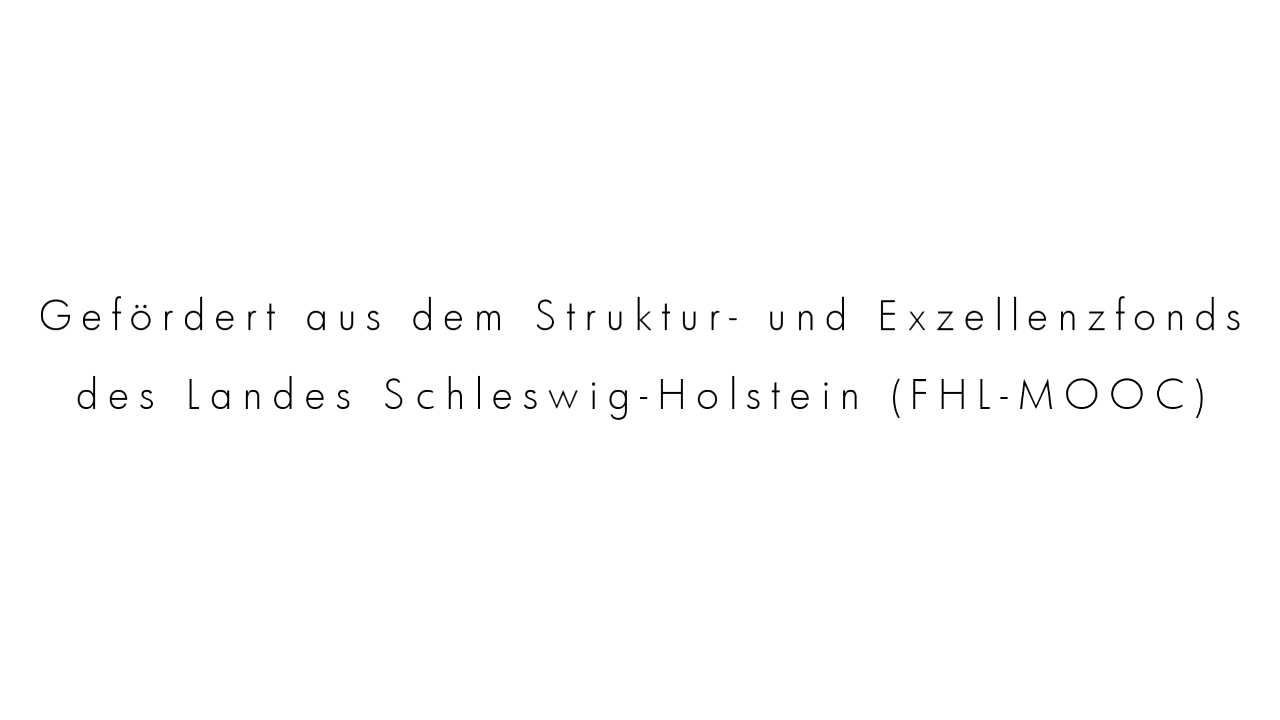 Gefördert aus dem Struktur- und Exzellenzfonds
des Landes Schleswig-Holstein (FHL-MOOC)